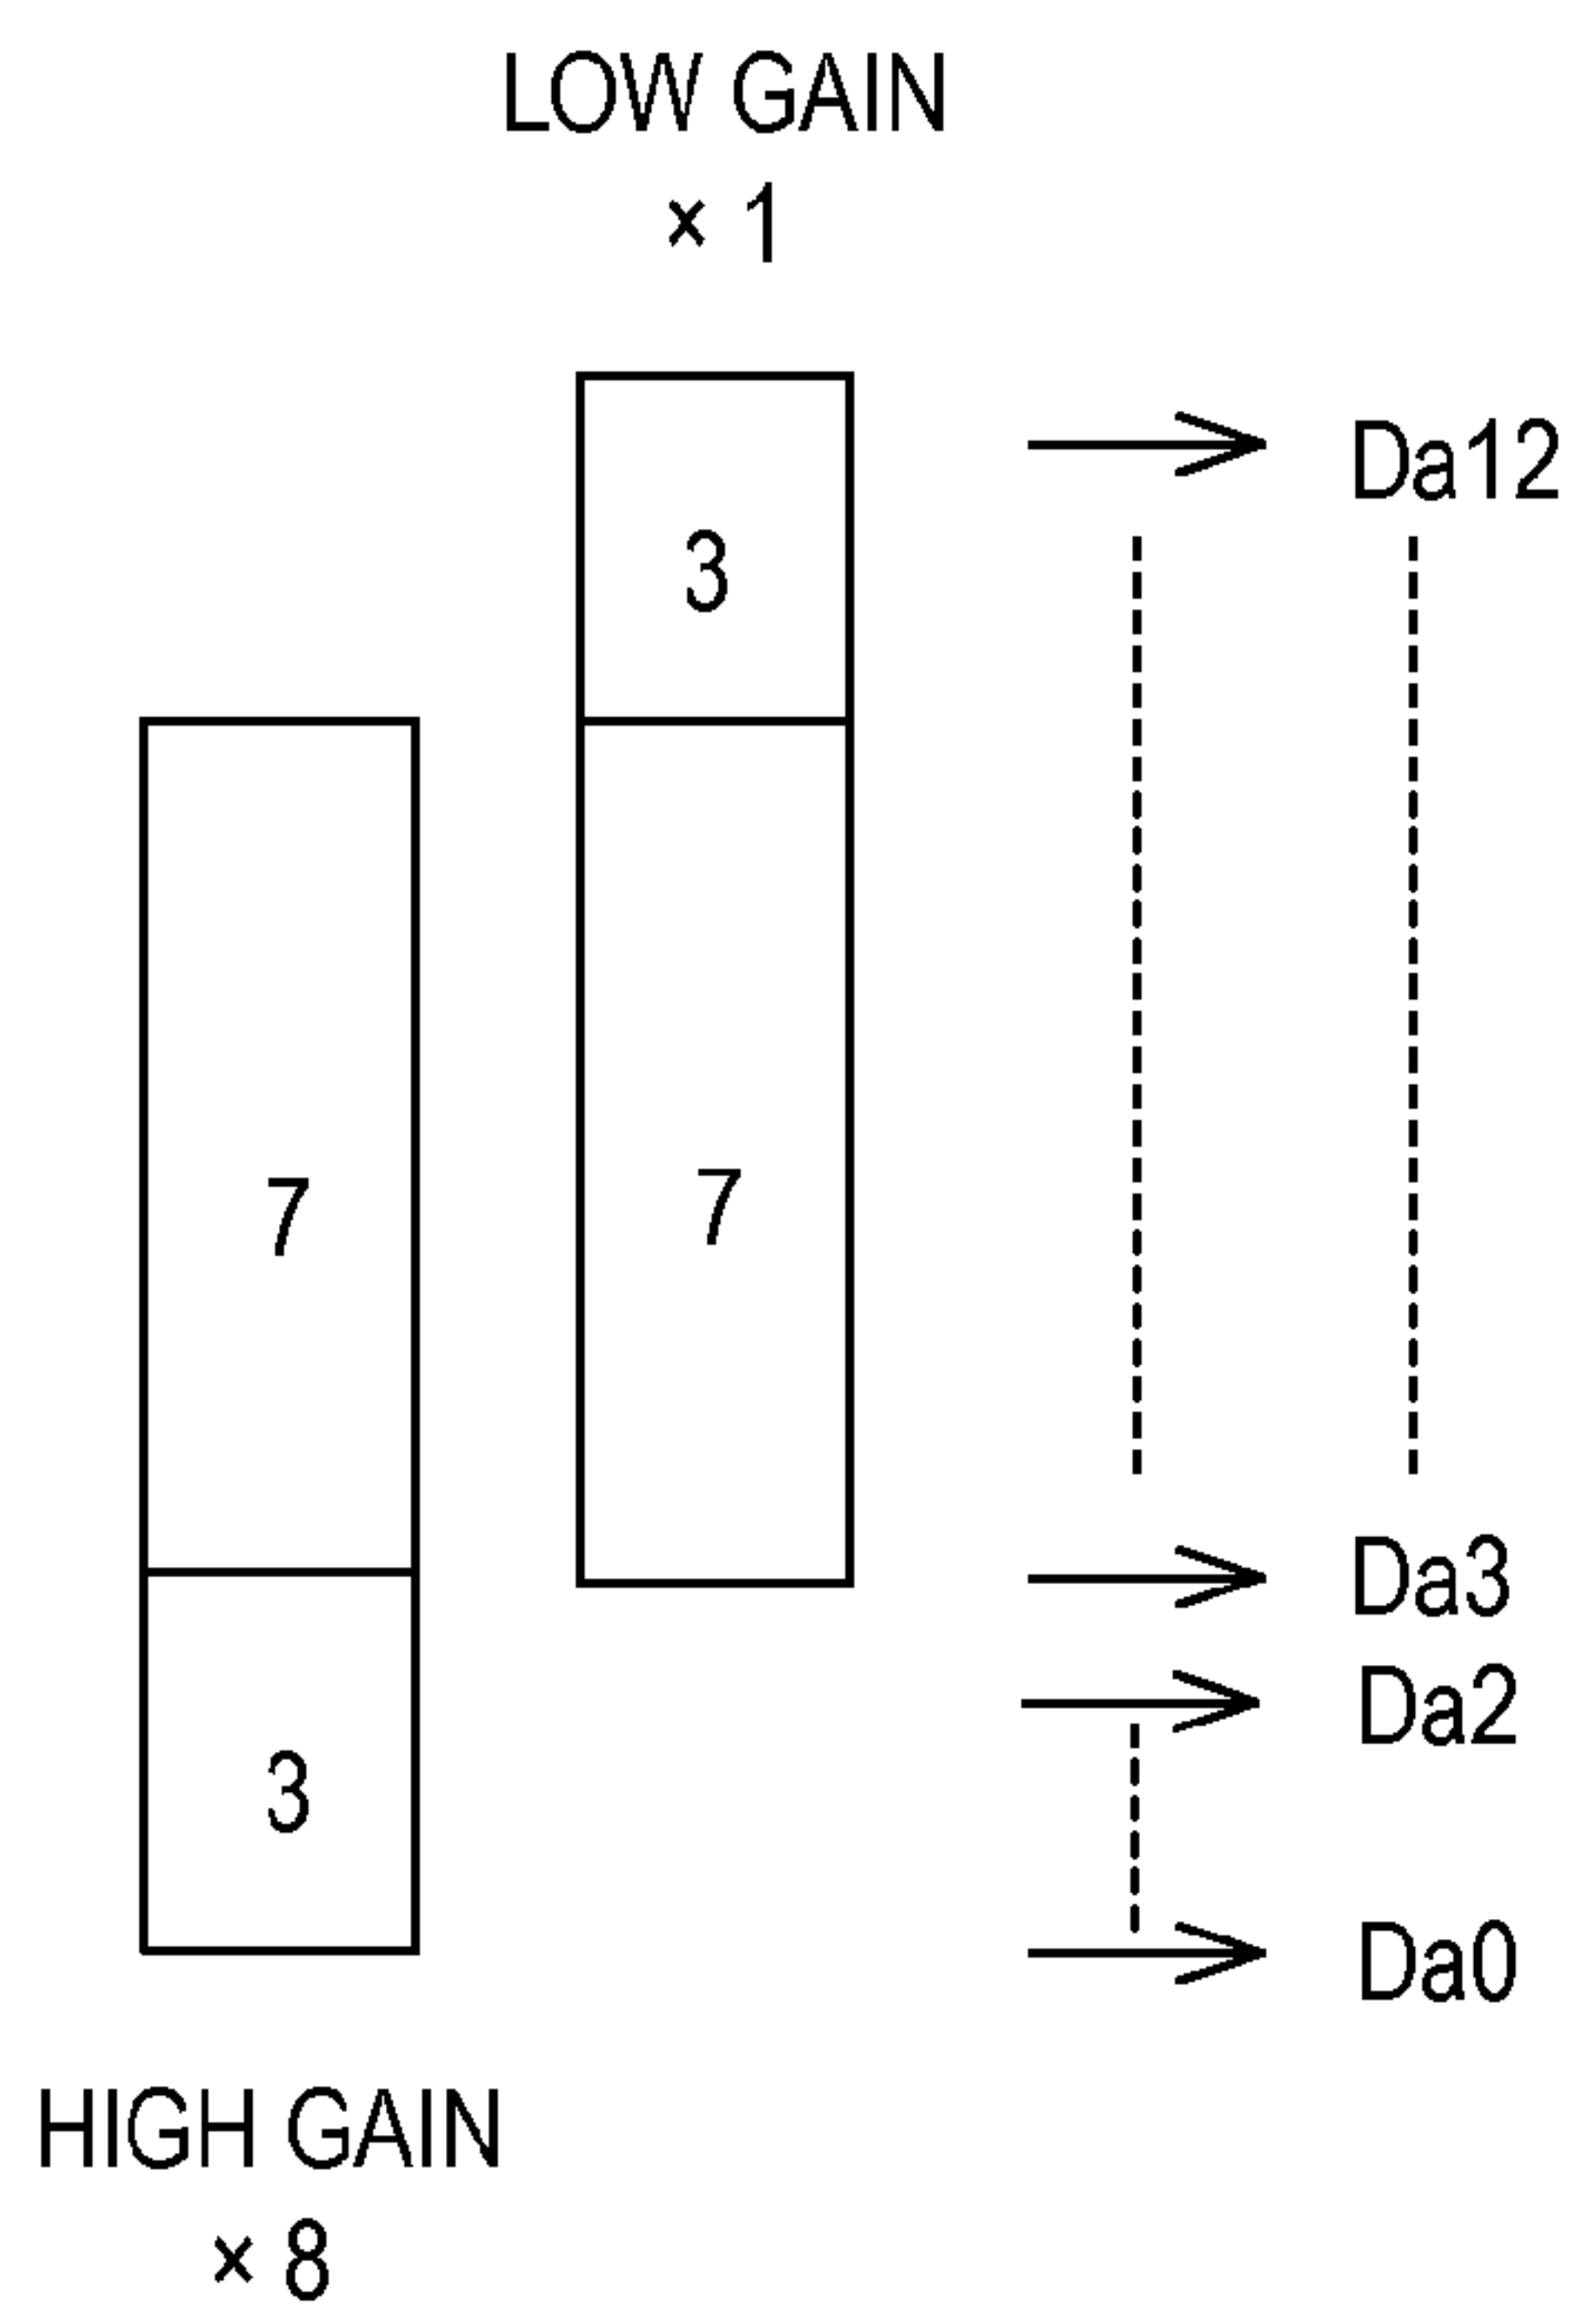 LOW GAIN
× 1
Da12
3
7
7
Da3
Da2
3
Da0
HIGH GAIN
× 8